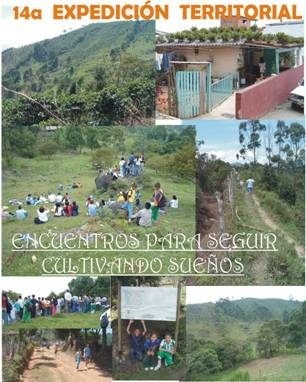 14a EXPEDICIÓN TERRITORIAL
ENCUENTROS PARA SEGUIR
CULTIVANDO SUEÑOS